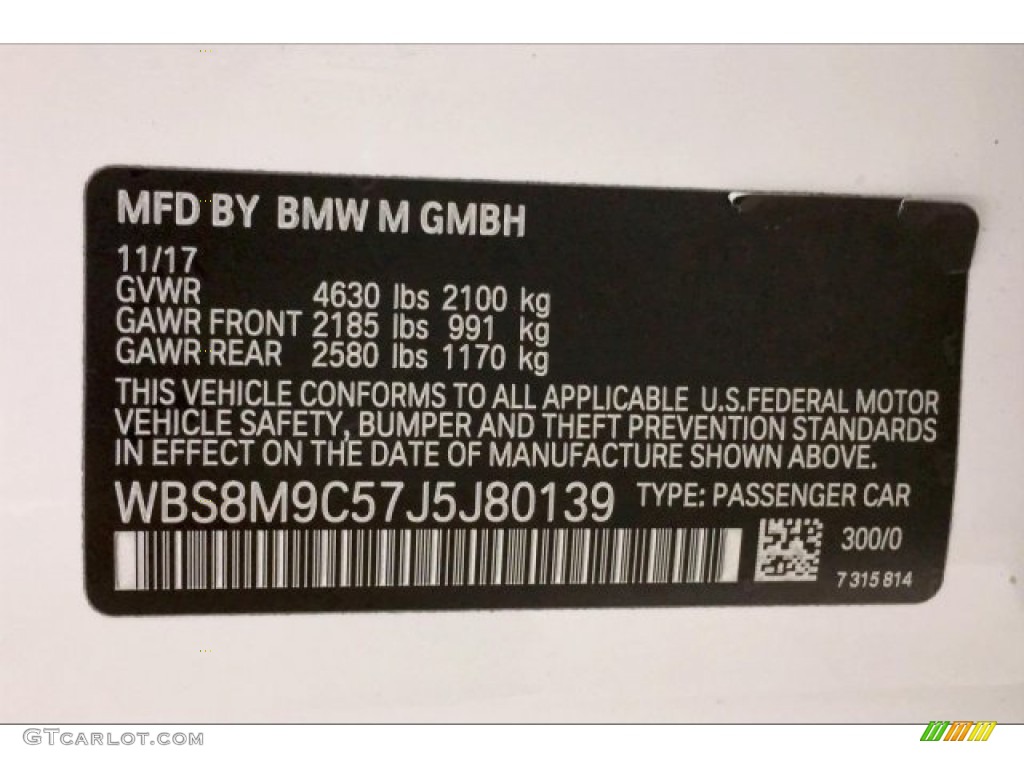 MFD BY BMW M GMBH
11/17
GVWR 4630 lbs 2100 kg
GAWR FRONT 2185 lbs 991 kg
GAWR REAR 2580 lbs 1170 kg
THIS VEHICLE CONFORMS TO ALL APPLICABLE U.S.FEDERAL MOTOR
VEHICLE SAFETY, BUMPER AND THEFT PREVENTION STANDARDS
IN EFFECT ON THE DATE OF MANUFACTURE SHOWN ABOVE.
WBS8M9C57J5J80139 TYPE: PASSENGER CAR
300/0
7 315 814
GTCARLOT.COM